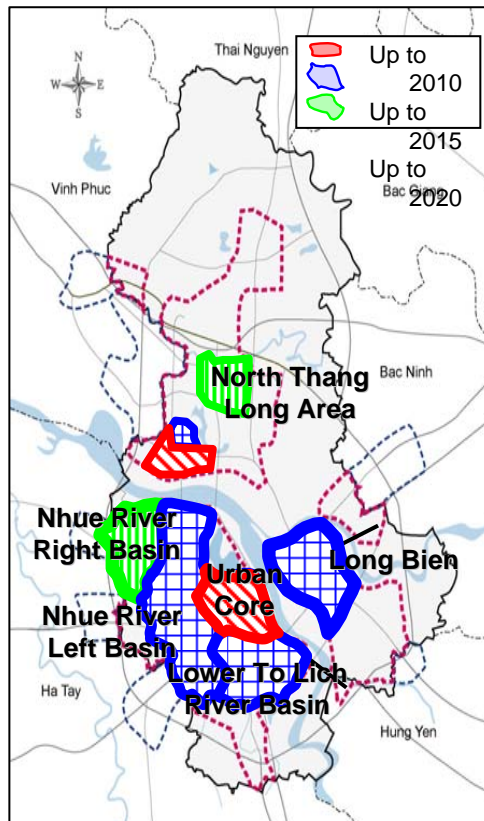 Thai Nguyen
N
W E
S
Up to
2010
Up to
2015
Up to
2020
Vinh Phuc
Bac Giang
North Thang
Long Area
Bac Ninh
Nhue River
Right Basin
Long Bien
Urban
Core
Nhue River
Left Basin
Lower To Lich
River Basin
Ha Tay
Hung Yen